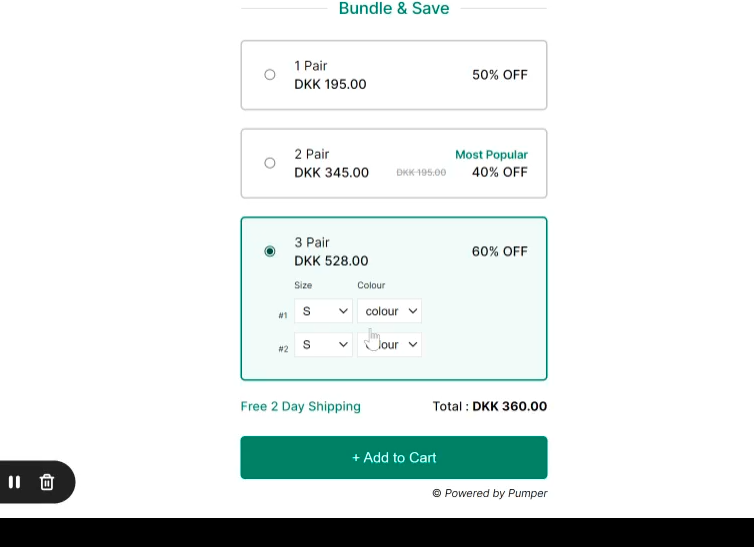 Bundle & Save
1 Pair
DKK 195.00
50% OFF
2 Pair
DKK 345.00
DKK 195.00
Most Popular
40% OFF
3 Pair
DKK 528.00
60% OFF
Size Colour
#1 S colour
#2 S
Free 2 Day Shipping
Total : DKK 360.00
+ Add to Cart
© Powered by Pumper